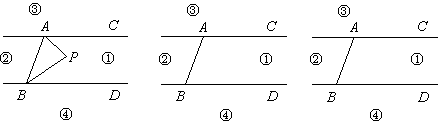 ③ ③ ③
A C A C A C
② P ① ② ① ② ①
B D B D B D
④ ④ ④